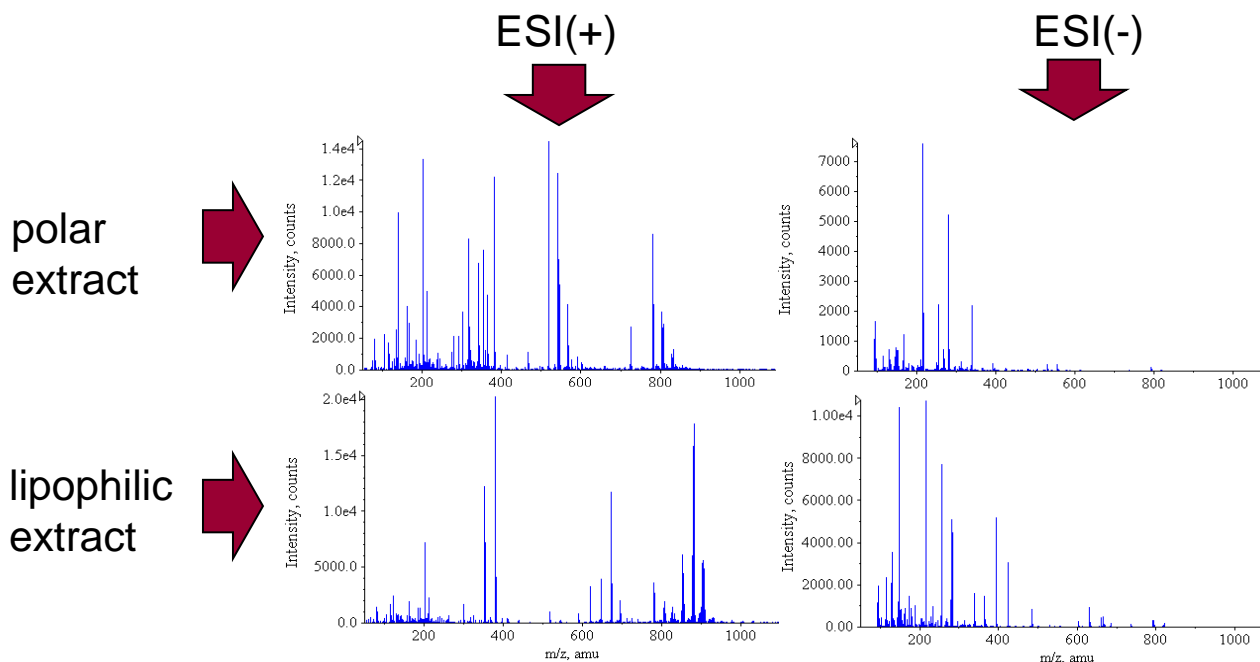 ESI(+)
ESI(-)
polar
extract
lipophilic
extract
Intensity, counts
1.4e4
1.2e4
1.0e4
8000.0
6000.0
4000.0
2000.0
0.0
200 400 600 800 1000
Intensity, counts
7000
6000
5000
4000
3000
2000
1000
0
200 400 600 800 1000
Intensity, counts
2.0e4
1.5e4
1.0e4
5000.0
0.0
200 400 600 800 1000
m/z, amu
Intensity, counts
1.00e4
8000.00
6000.00
4000.00
2000.00
0.00
200 400 600 800 1000
m/z, amu